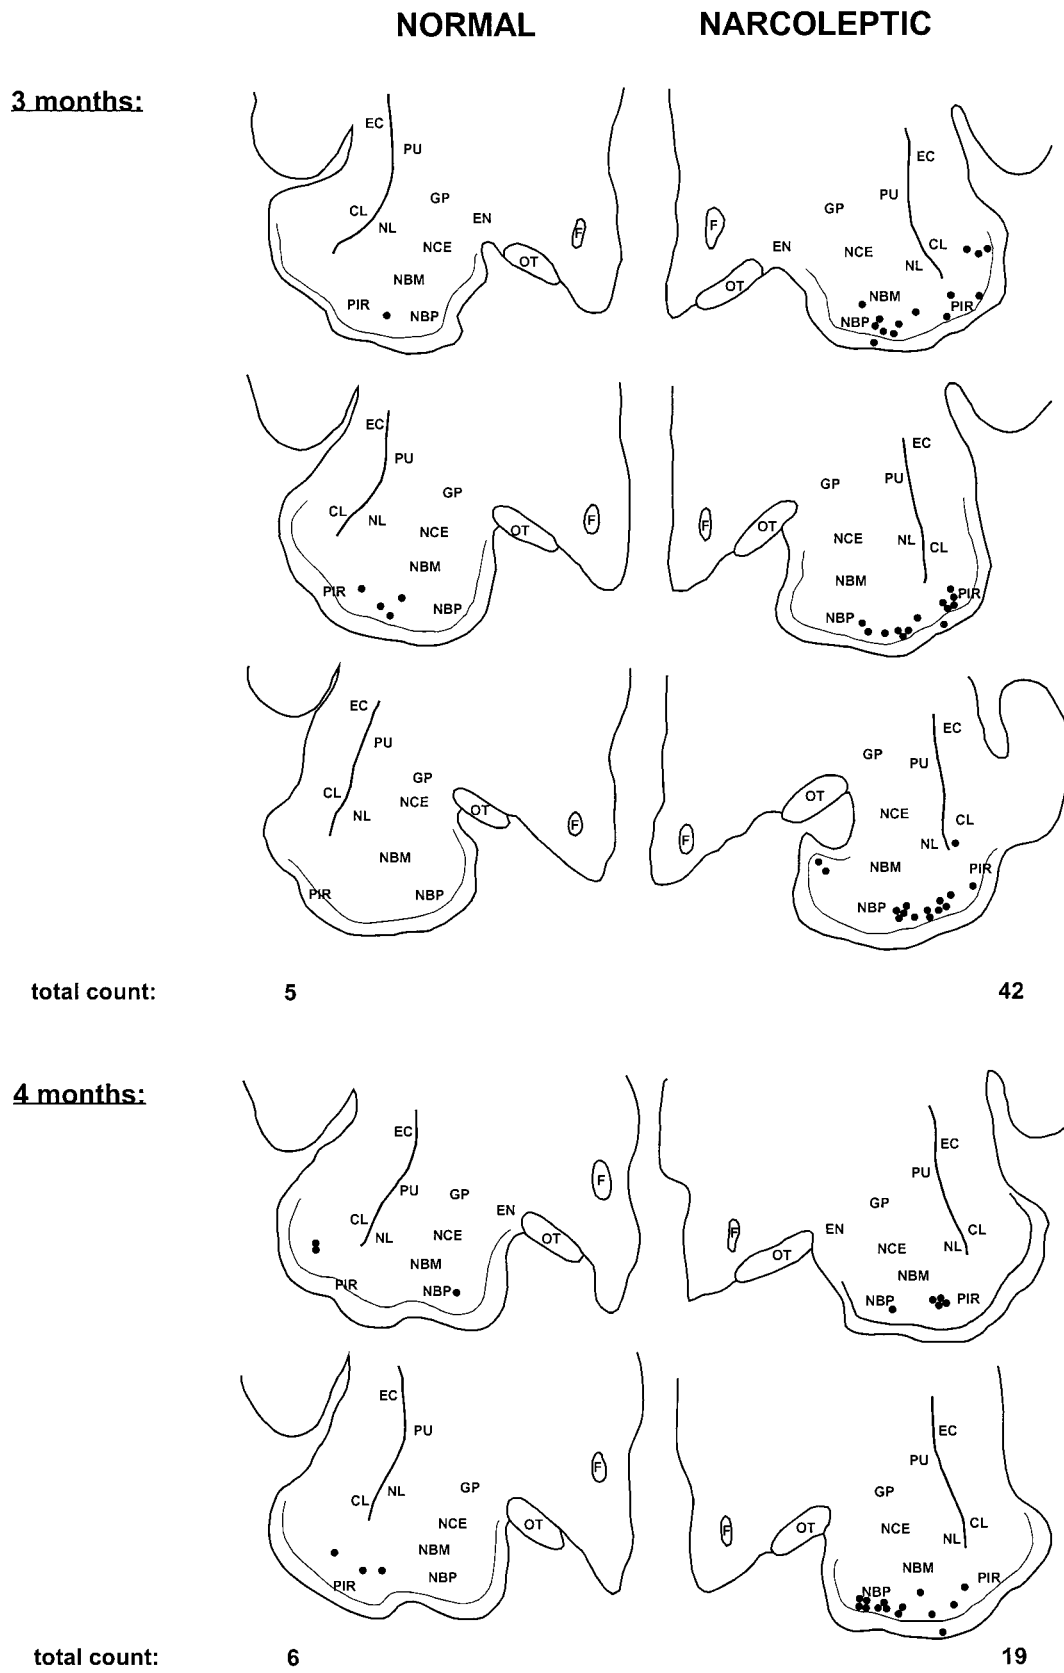 NORMAL NARCOLEPTIC
3 months:
EC
PU
GP
CL
NL
EN
F
NCE
OT
NBM
PIR
NBP
EC
PU
GP
F
CL
EN
NCE
NL
OT
NBM
PIR
NBP
EC
PU
GP
CL
NL
OT
F
NCE
NBM
PIR
NBP
EC
PU
GP
F
OT
NCE
NL
CL
NBM
PIR
NBP
EC
PU
GP
CL
NCE
NL
OT
F
NBM
PIR
NBP
EC
GP
PU
OT
NCE
CL
F
NL
NBM
PIR
NBP
total count: 5 42
4 months:
EC
F
PU
GP
CL
EN
NL
NCE
OT
NBM
PIR
NBP
EC
PU
GP
F
EN
CL
NCE
NL
OT
NBM
NBP
PIR
EC
PU
F
GP
NL
CL
NCE
OT
NBM
PIR
NBP
EC
PU
GP
F
OT
NCE
CL
NL
NBM
PIR
NBP
total count: 6 19